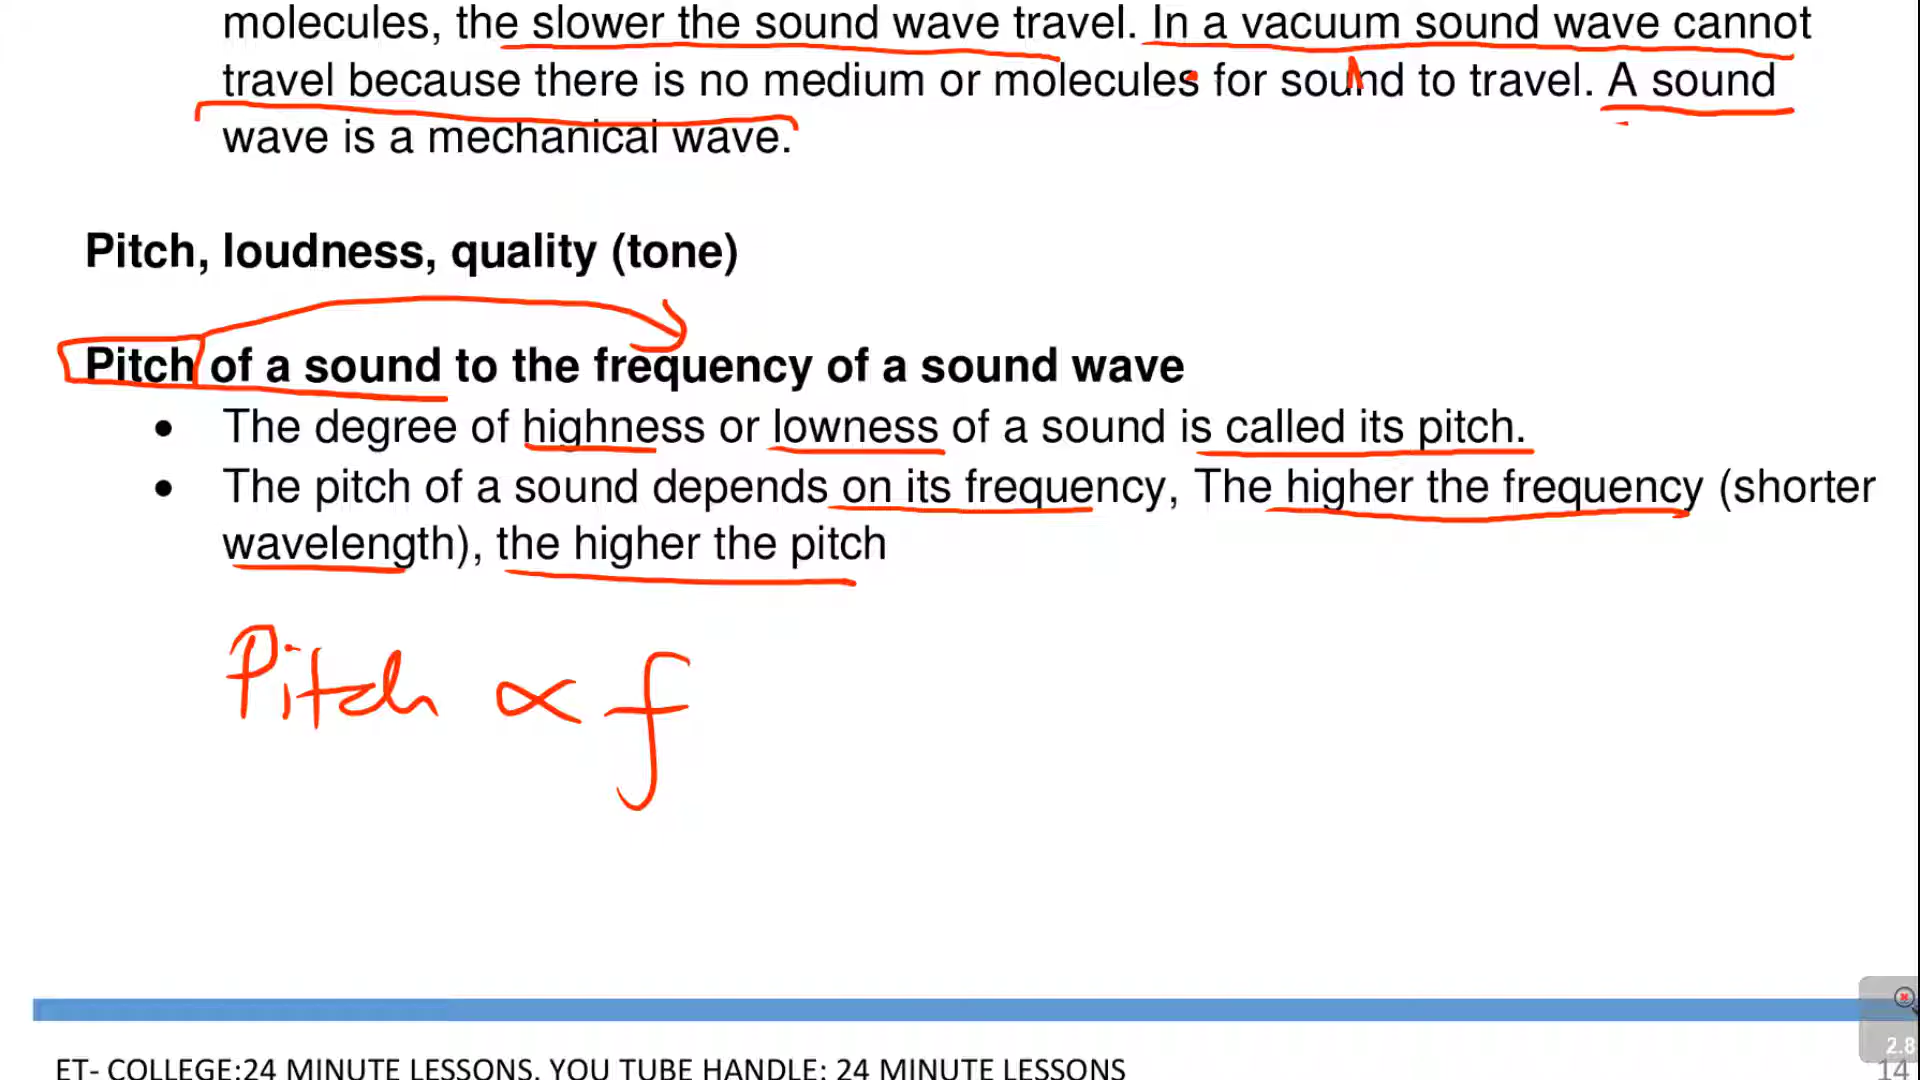 molecules, the slower the sound wave travel. In a vacuum sound wave cannot
travel because there is no medium or molecules for sound to travel. A sound
wave is a mechanical wave.
Pitch, loudness, quality (tone)
Pitch of a sound to the frequency of a sound wave
• The degree of highness or lowness of a sound is called its pitch.
• The pitch of a sound depends on its frequency, The higher the frequency (shorter
wavelength), the higher the pitch
Pitch ∝ f
2.8
ET- COLLEGE:24 MINUTE LESSONS. YOU TUBE HANDLE: 24 MINUTE LESSONS
14